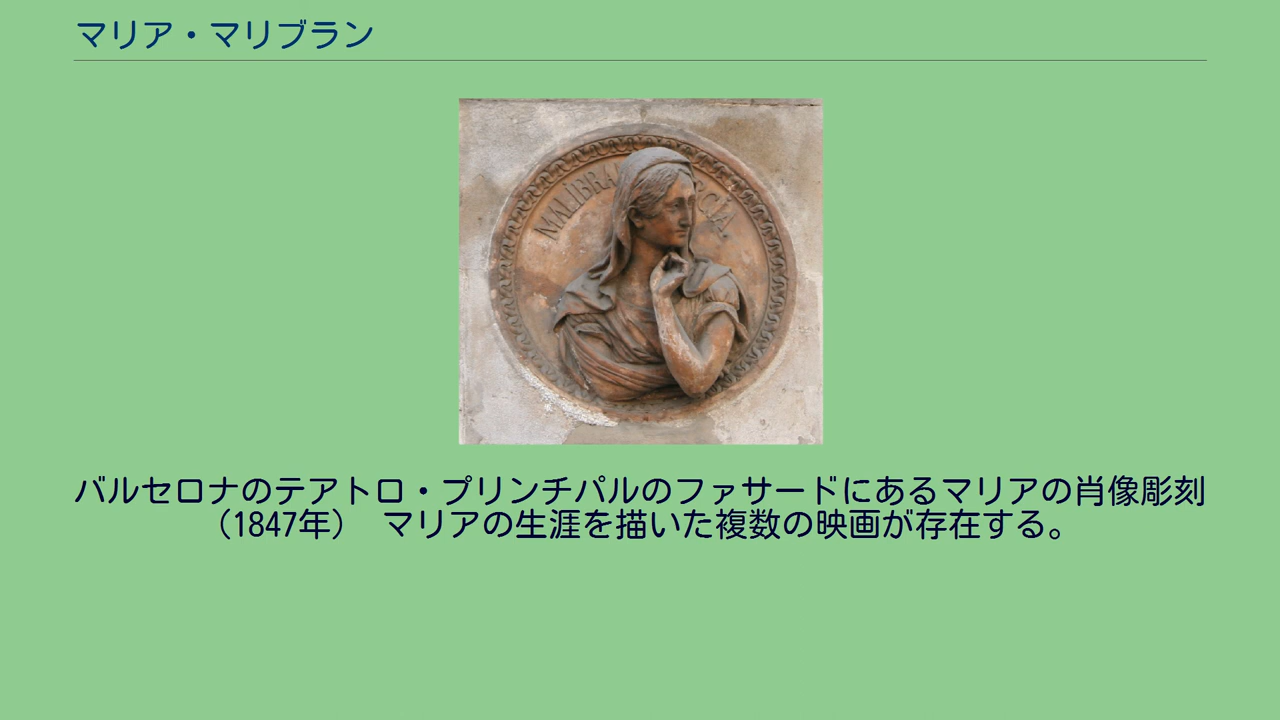 マリア・マリブラン
MALIBRA
RCIA
バルセロナのテアトロ・プリンチパルのファサードにあるマリアの肖像彫刻
（1847年）　マリアの生涯を描いた複数の映画が存在する。